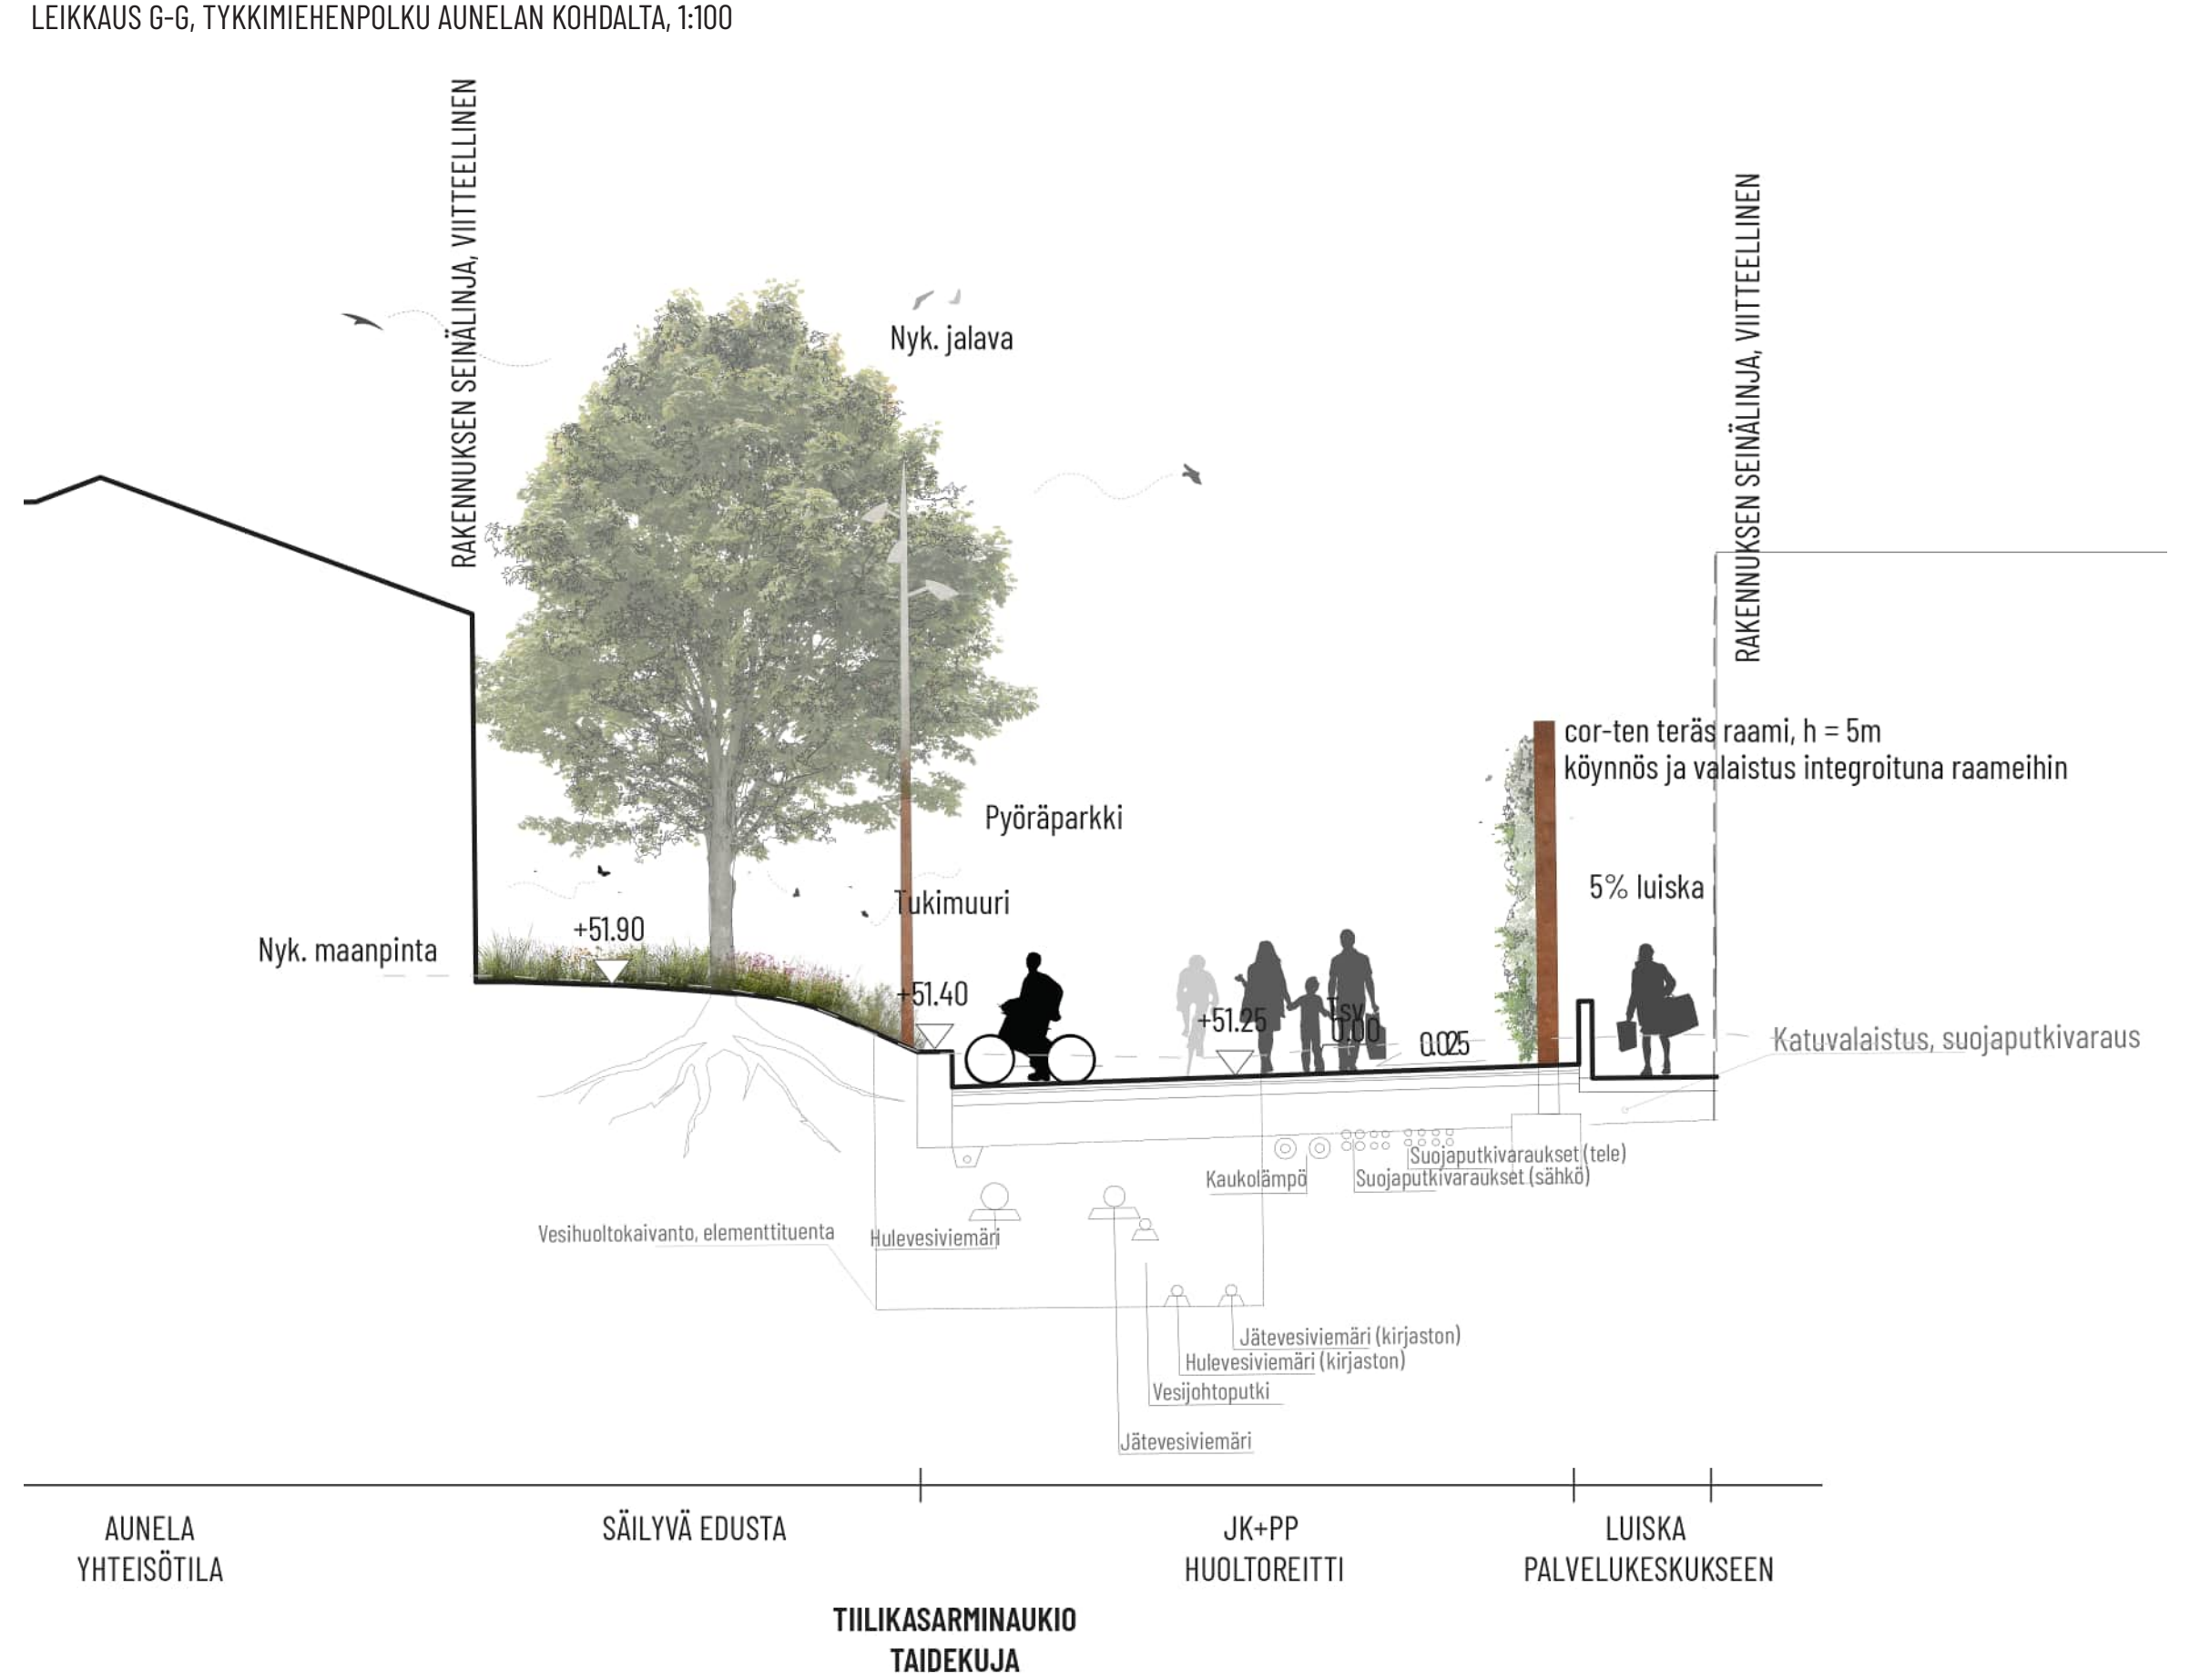 LEIKKAUS G-G, TYKKIMIEHENPOLKU AUNELAN KOHDALTA, 1:100
RAKENNUKSEN SEINÄLINJA, VIITTEELLINEN
RAKENNUKSEN SEINÄLINJA, VIITTEELLINEN
Nyk. jalava
cor-ten teräs raami, h = 5m
köynnös ja valaistus integroituna raameihin
Pyöräparkki
5% luiska
Tukimuuri
+51.90
Nyk. maanpinta
+51.40
+51.25
Tsv
0.00
0.025
Katuvalaistus, suojaputkivaraus
Suojaputkivaraukset (tele)
Kaukolämpö
Suojaputkivaraukset (sähkö)
Vesihuoltokaivanto, elementtituenta
Hulevesiviemäri
Jätevesiviemäri (kirjaston)
Hulevesiviemäri (kirjaston)
Vesijohtoputki
Jätevesiviemäri
AUNELA
YHTEISÖTILA
SÄILYVÄ EDUSTA
JK+PP
HUOLTOREITTI
LUISKA
PALVELUKESKUKSEEN
TIILIKASARMINAUKIO
TAIDEKUJA